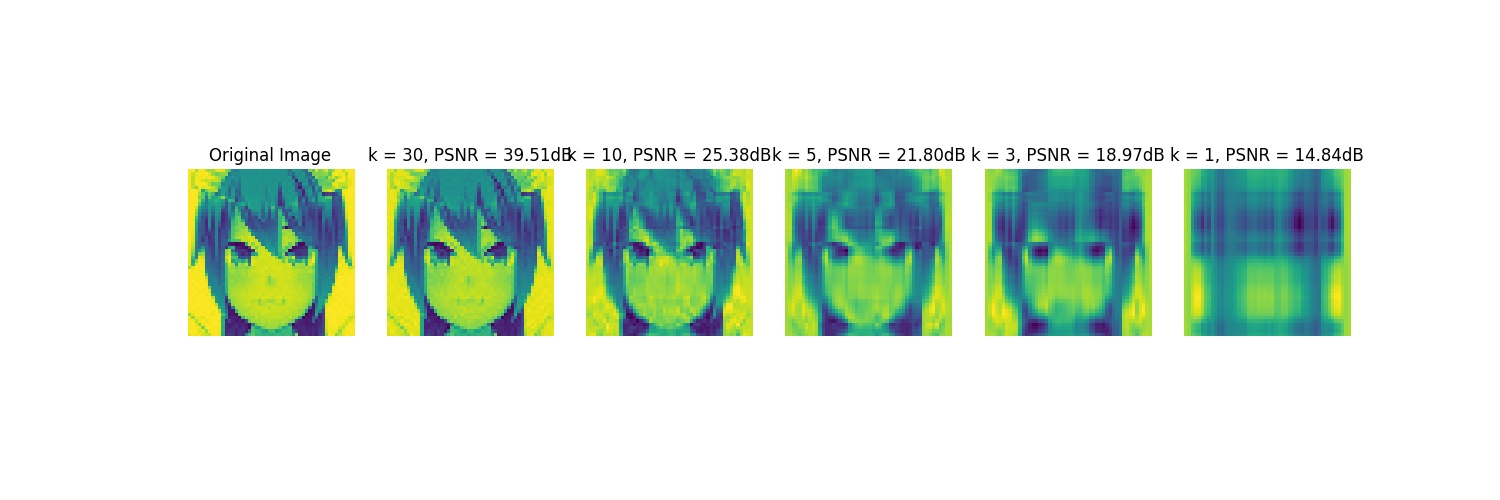 Original Image
k = 30, PSNR = 39.51dB
k = 10, PSNR = 25.38dB
k = 5, PSNR = 21.80dB
k = 3, PSNR = 18.97dB
k = 1, PSNR = 14.84dB